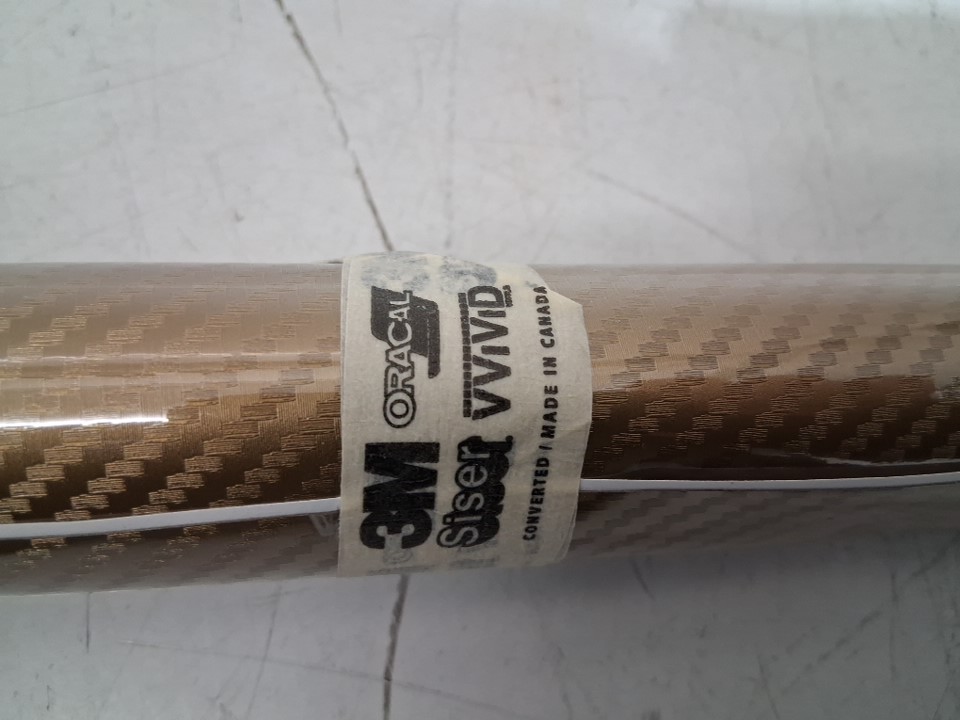 3M ORACAL
Siser VVIVID
CONVERTED / MADE IN CANADA